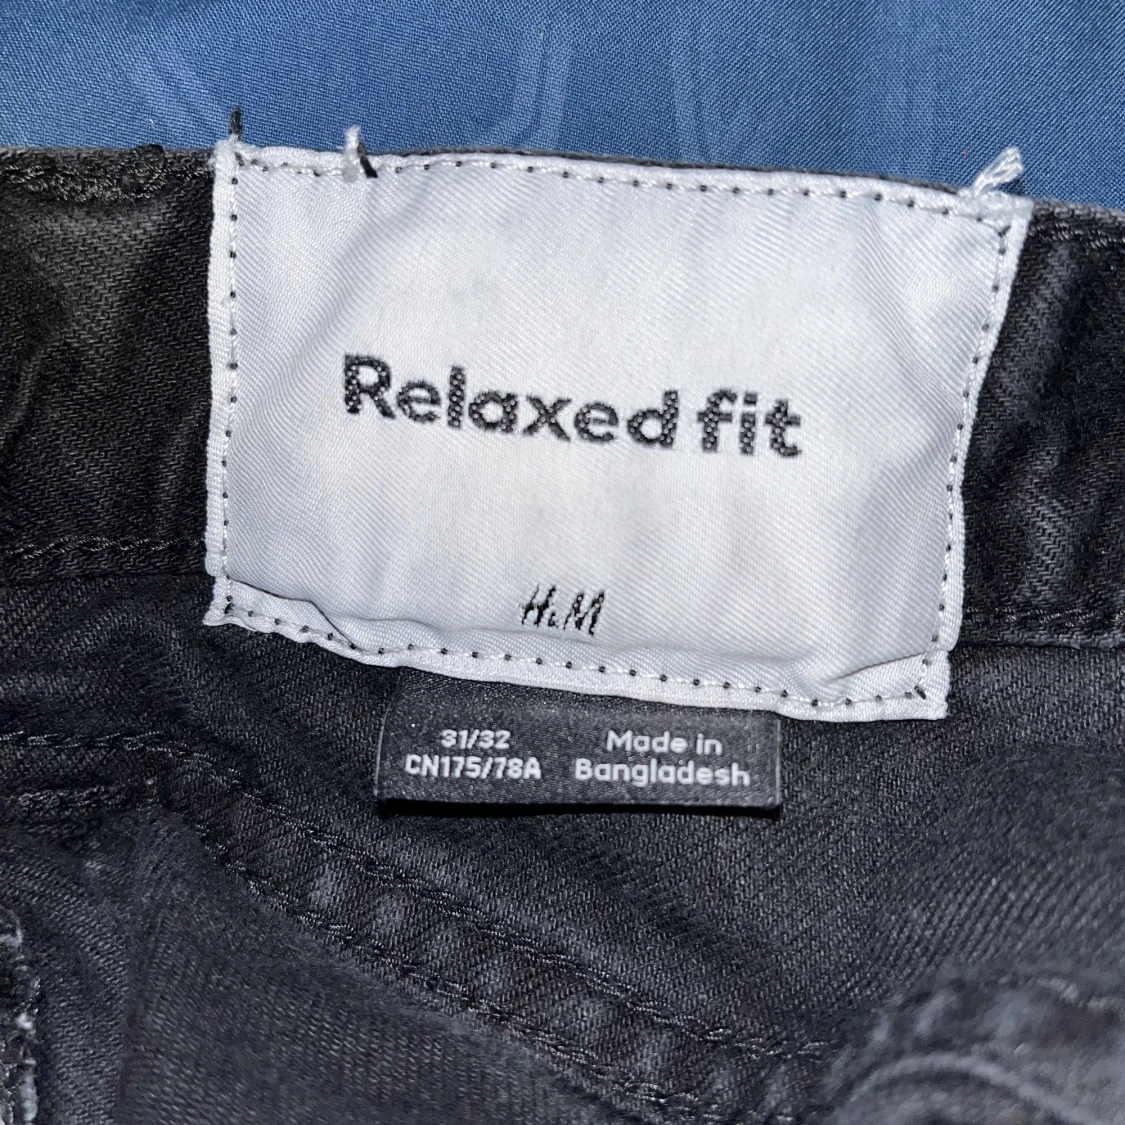 Relaxed fit
H&M
31/32
CN175/78A
Made in
Bangladesh